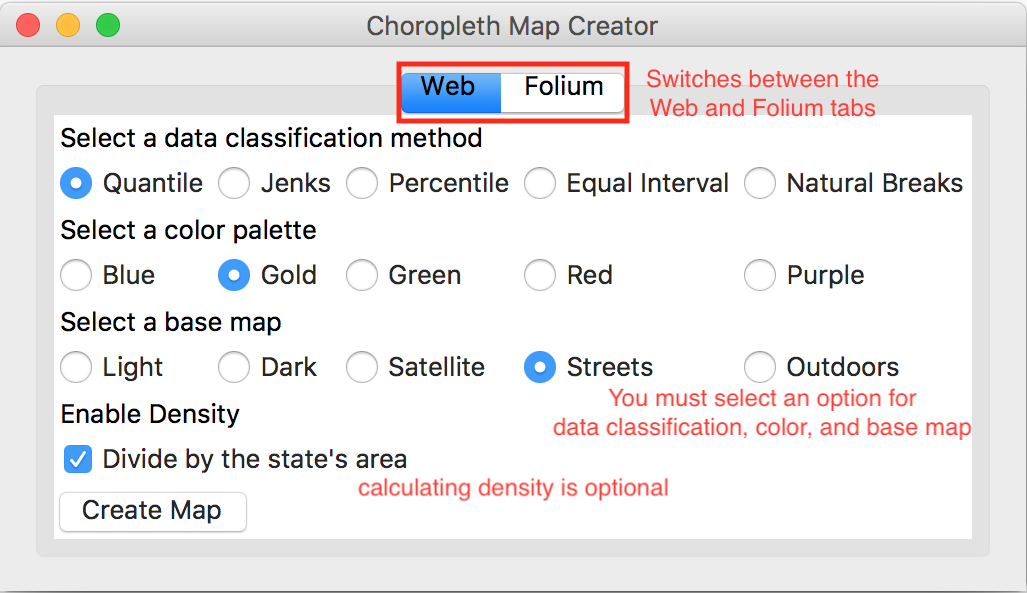 Choropleth Map Creator
Web Folium
Switches between the
Web and Folium tabs
Select a data classification method
Quantile Jenks Percentile Equal Interval Natural Breaks
Select a color palette
Blue Gold Green Red Purple
Select a base map
Light Dark Satellite Streets Outdoors
You must select an option for
data classification, color, and base map
Enable Density
Divide by the state's area
calculating density is optional
Create Map